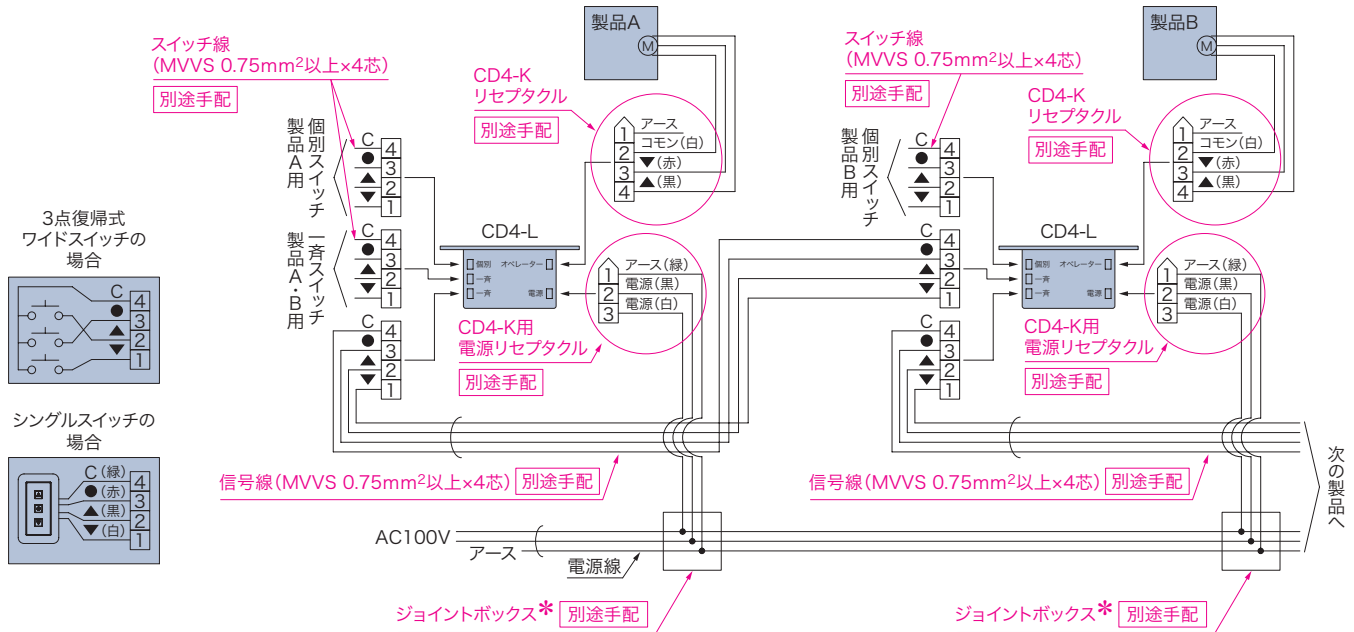 製品A
製品B
スイッチ線
(MVVS 0.75mm²以上×4芯)
別途手配
CD4-K
リセプタクル
別途手配
スイッチ線
(MVVS 0.75mm²以上×4芯)
別途手配
CD4-K
リセプタクル
別途手配
M
M
個別スイッチ
製品A用
C
●
▲
▼
4
3
2
1
1
2
3
4
アース
コモン(白)
▼(赤)
▲(黒)
個別スイッチ
製品B用
C
●
▲
▼
4
3
2
1
1
2
3
4
アース
コモン(白)
▼(赤)
▲(黒)
一斉スイッチ
製品A・B用
C
●
▲
▼
4
3
2
1
CD4-L
個別 オペレーター
一斉
一斉 電源
1
2
3
アース(緑)
電源(黒)
電源(白)
C
●
▲
▼
4
3
2
1
CD4-L
個別 オペレーター
一斉
一斉 電源
1
2
3
アース(緑)
電源(黒)
電源(白)
3点復帰式
ワイドスイッチの
場合
C
●
▲
▼
4
3
2
1
シングルスイッチの
場合
C(緑)
●(赤)
▲(黒)
▼(白)
4
3
2
1
C
●
▲
▼
4
3
2
1
CD4-K用
電源リセプタクル
別途手配
C
●
▲
▼
4
3
2
1
CD4-K用
電源リセプタクル
別途手配
信号線(MVVS 0.75mm²以上×4芯) 別途手配
信号線(MVVS 0.75mm²以上×4芯) 別途手配
次の製品へ
AC100V
アース
電源線
ジョイントボックス* 別途手配
ジョイントボックス* 別途手配